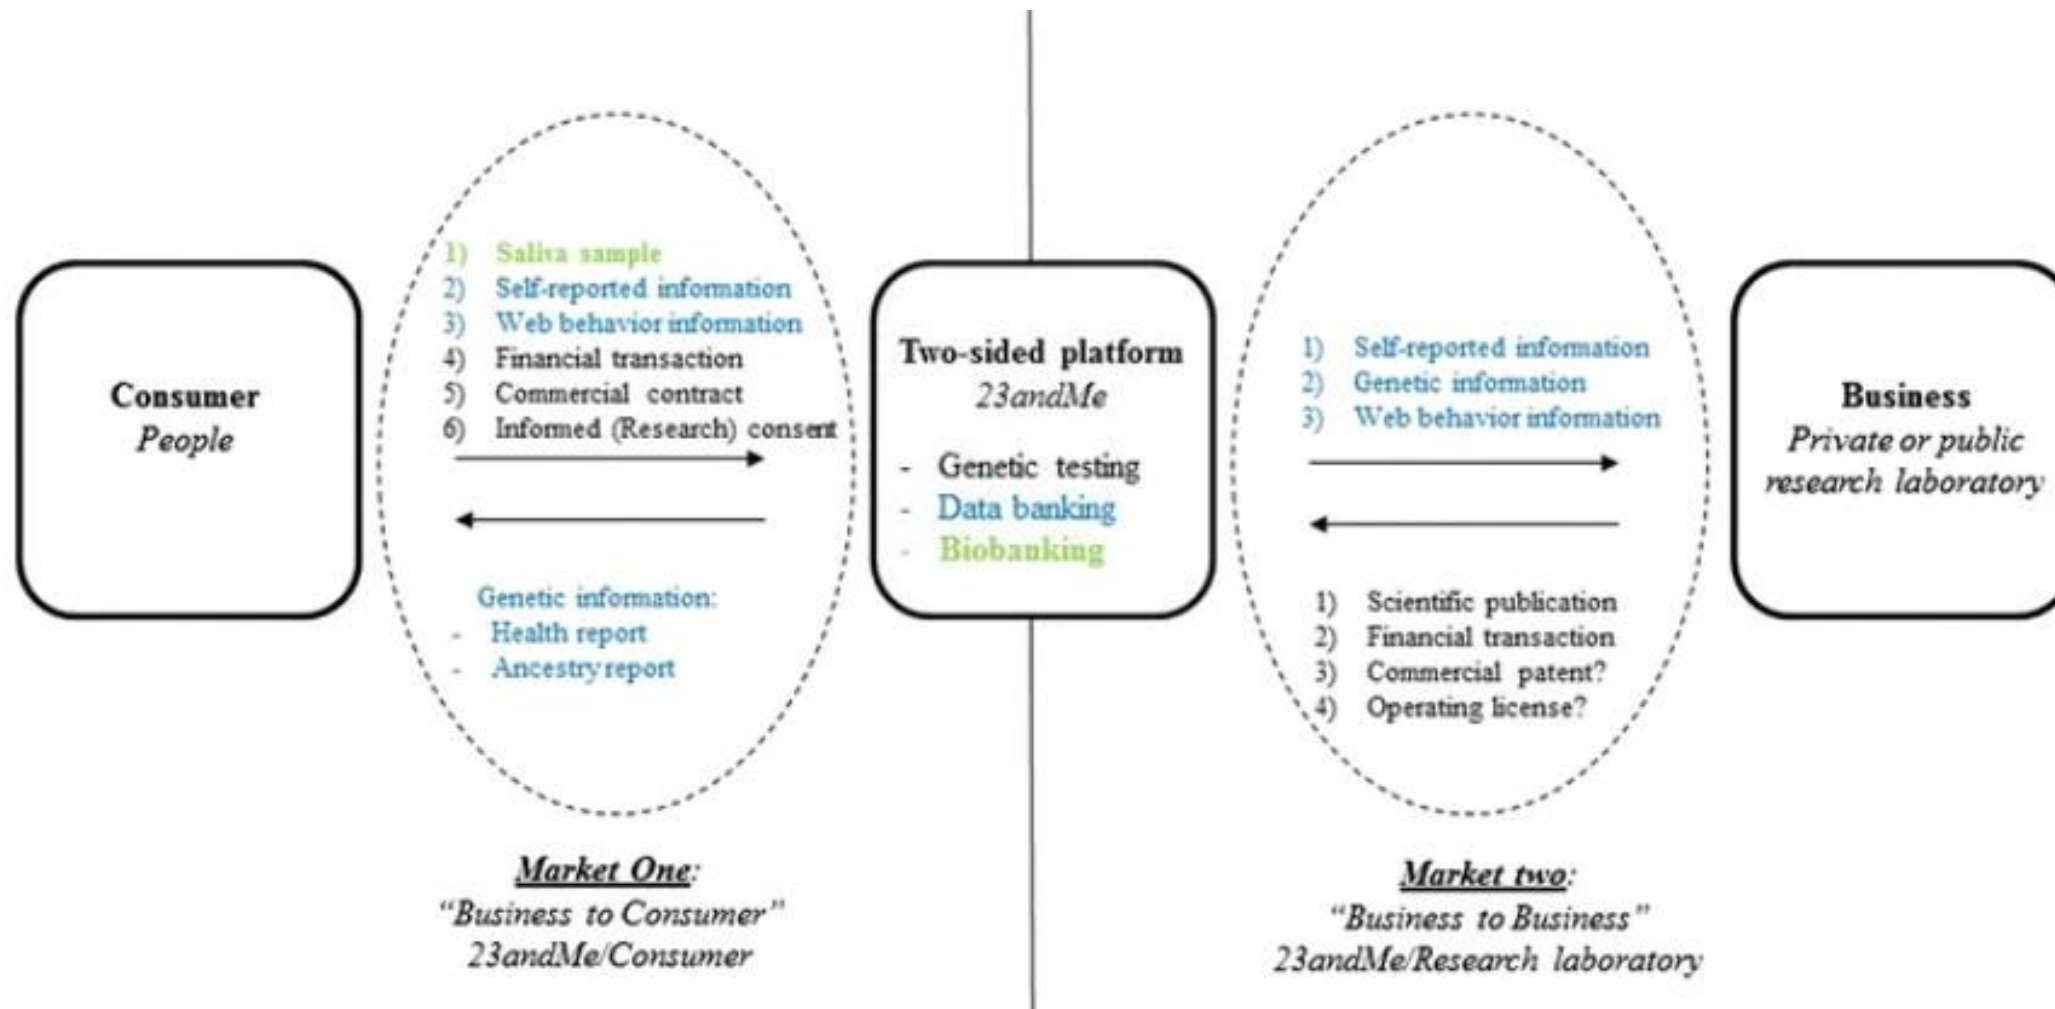 Consumer
People
1) Saliva sample
2) Self-reported information
3) Web behavior information
4) Financial transaction
5) Commercial contract
6) Informed (Research) consent
Genetic information:
- Health report
- Ancestry report
Market One:
“Business to Consumer”
23andMe/Consumer
Two-sided platform
23andMe
- Genetic testing
- Data banking
- Biobanking
1) Self-reported information
2) Genetic information
3) Web behavior information
1) Scientific publication
2) Financial transaction
3) Commercial patent?
4) Operating license?
Market two:
“Business to Business”
23andMe/Research laboratory
Business
Private or public
research laboratory